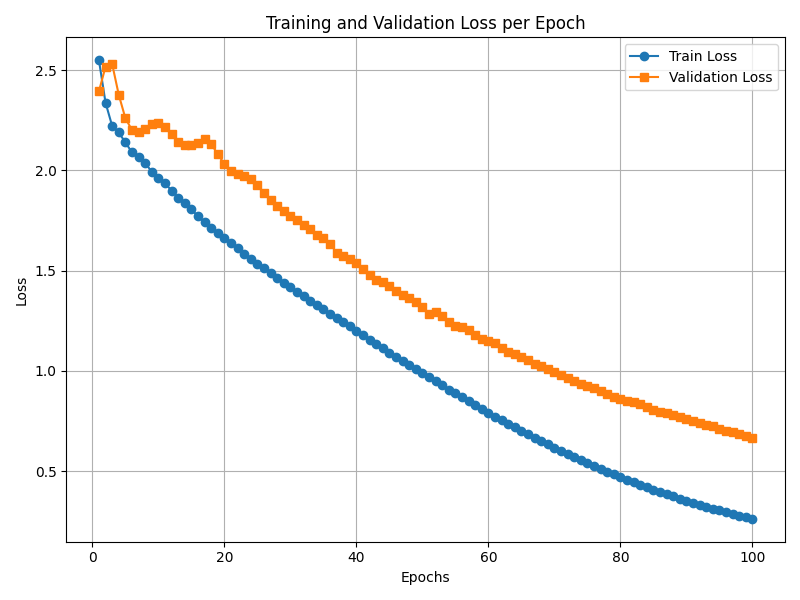 Training and Validation Loss per Epoch
Train Loss
Validation Loss
Loss
2.5
2.0
1.5
1.0
0.5
0 20 40 60 80 100
Epochs